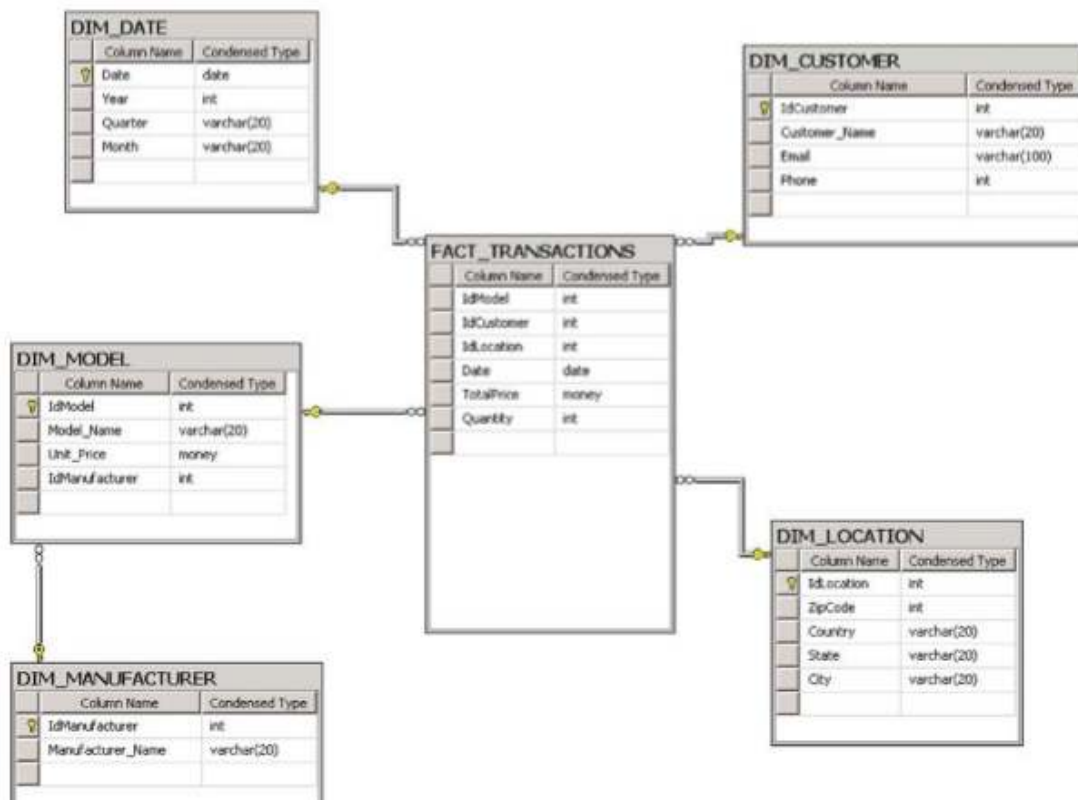 DIM_DATE
Column Name Condensed Type
Date date
Year int
Quarter varchar(20)
Month varchar(20)
DIM_CUSTOMER
Column Name Condensed Type
IdCustomer int
Customer_Name varchar(20)
Email varchar(100)
Phone int
FACT_TRANSACTIONS
Column Name Condensed Type
IdModel int
IdCustomer int
IdLocation int
Date date
TotalPrice money
Quantity int
DIM_MODEL
Column Name Condensed Type
IdModel int
Model_Name varchar(20)
Unit_Price money
IdManufacturer int
DIM_LOCATION
Column Name Condensed Type
IdLocation int
ZipCode int
Country varchar(20)
State varchar(20)
City varchar(20)
DIM_MANUFACTURER
Column Name Condensed Type
IdManufacturer int
Manufacturer_Name varchar(20)